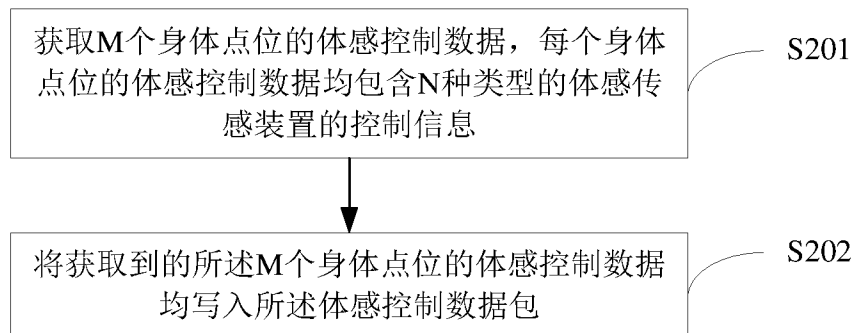 获取M个身体点位的体感控制数据，每个身体
点位的体感控制数据均包含N种类型的体感传
感装置的控制信息
S201
将获取到的所述M个身体点位的体感控制数据
均写入所述体感控制数据包
S202